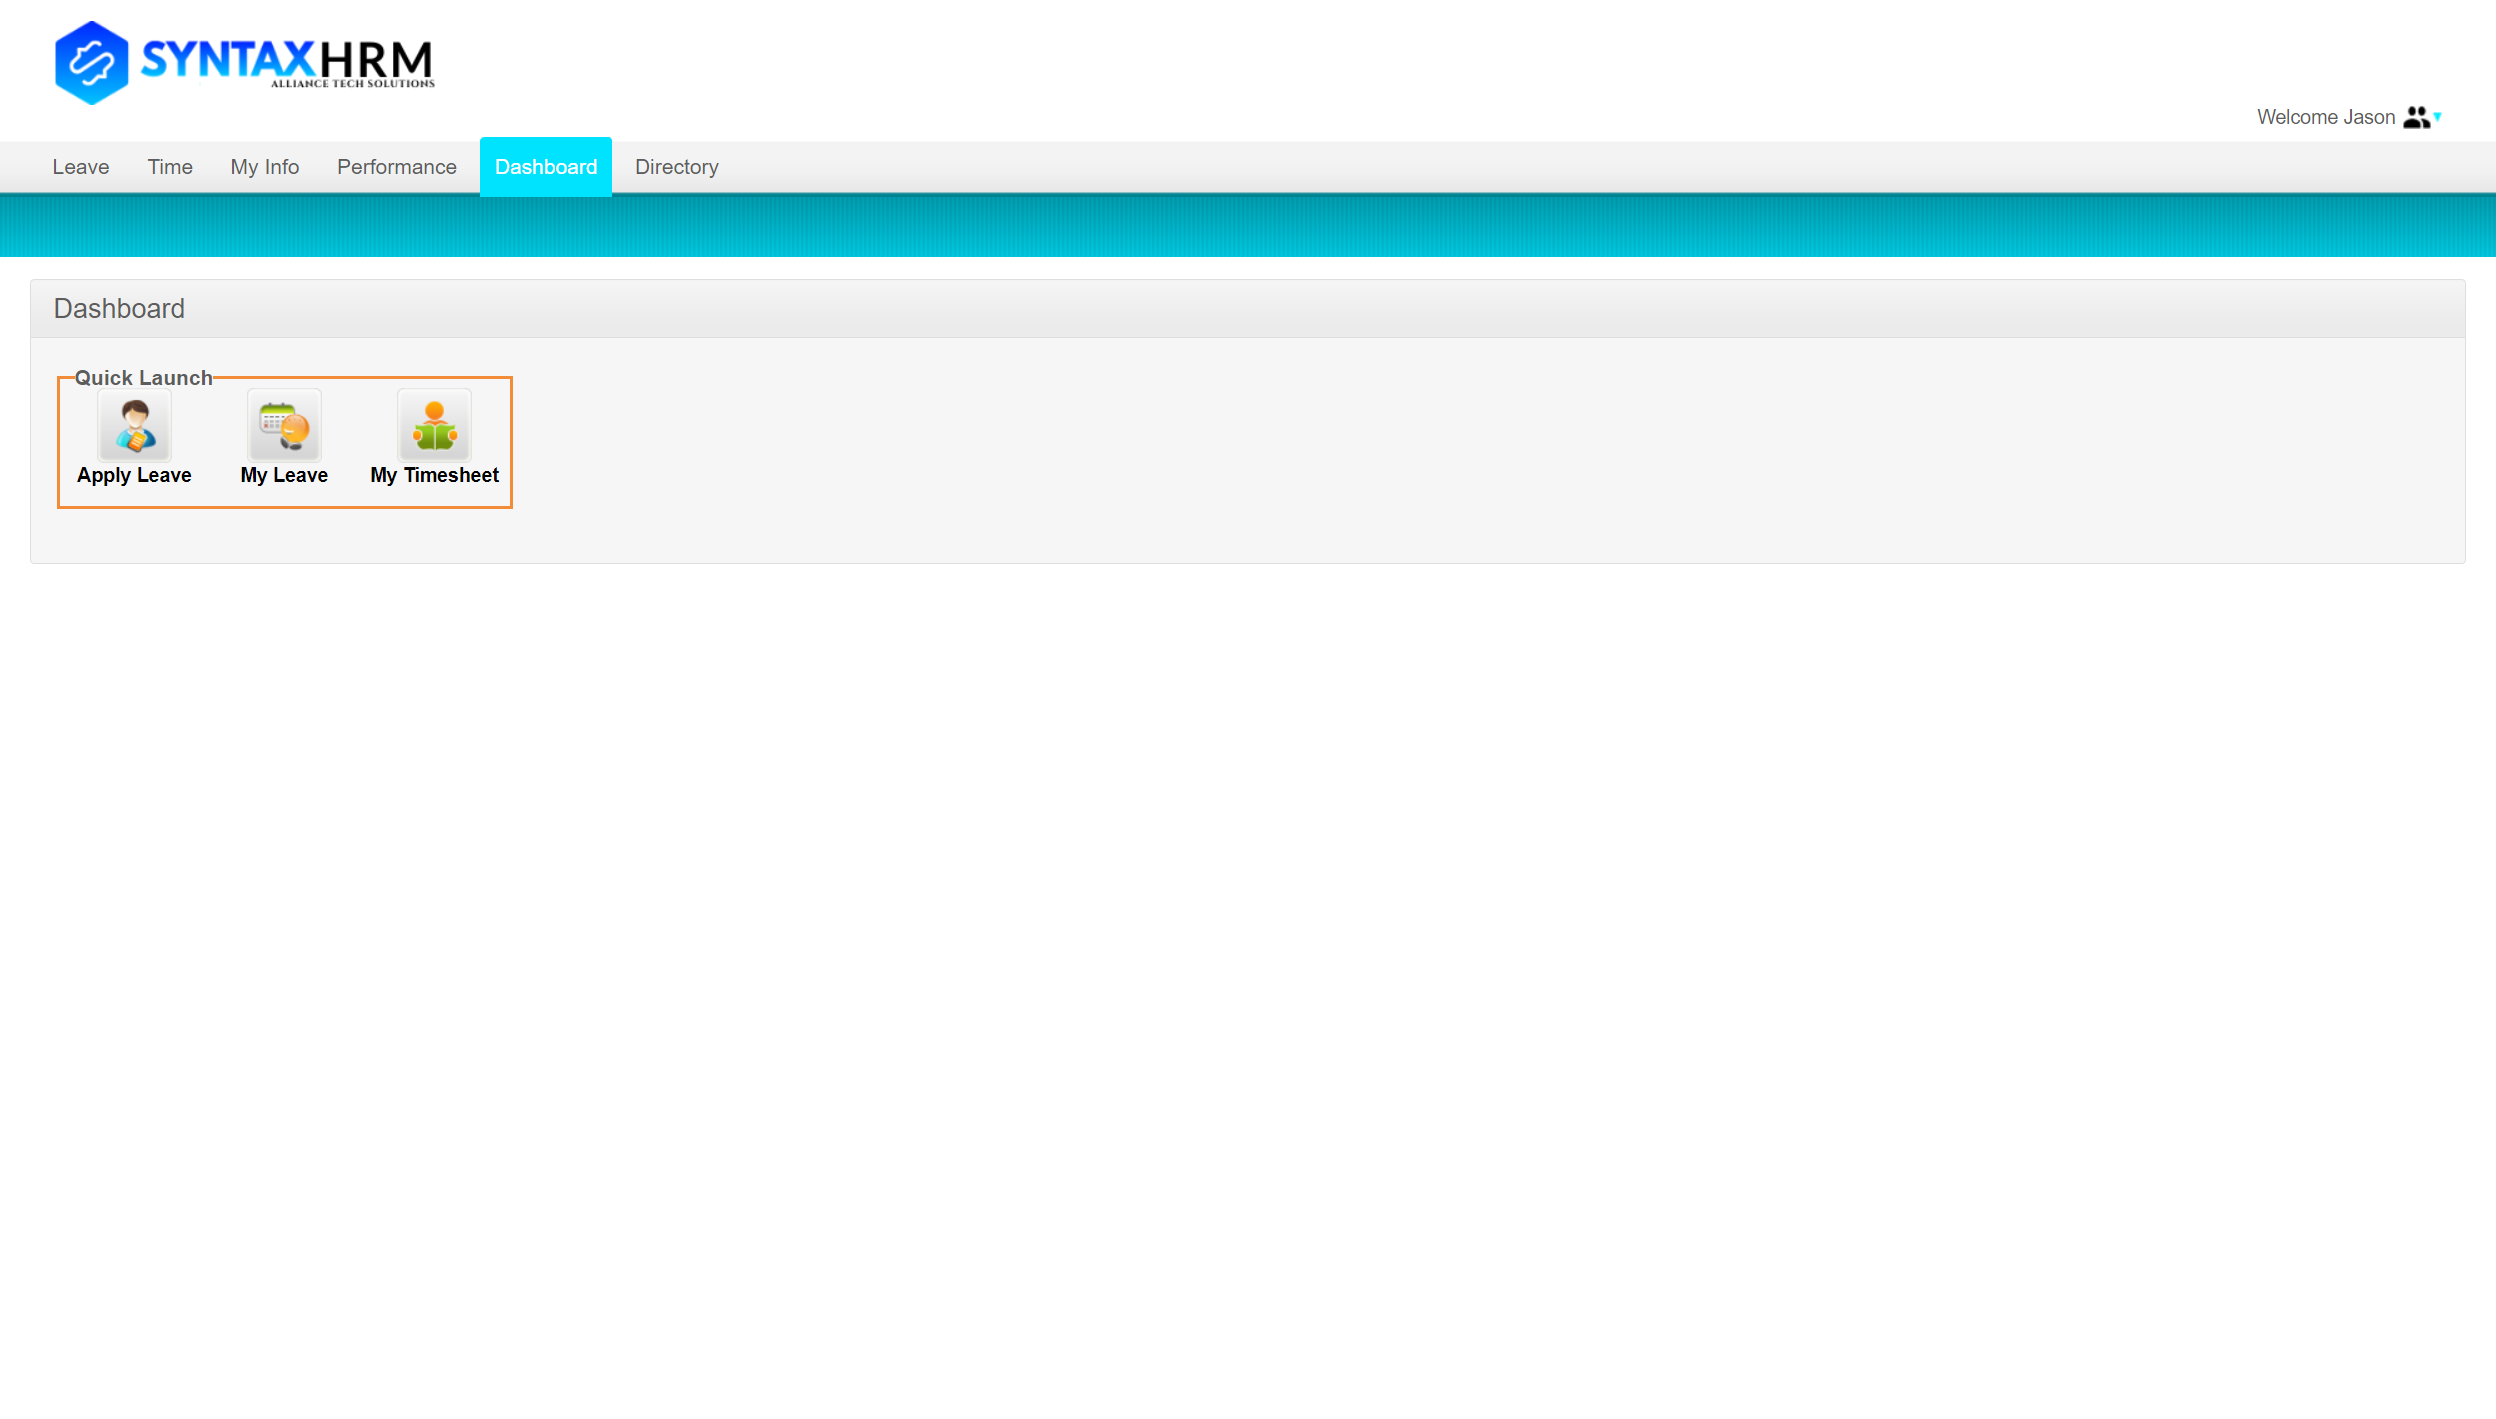 SYNTAXHRM
ALLIANCE TECH SOLUTIONS
Welcome Jason
Leave Time My Info Performance Dashboard Directory
Dashboard
Quick Launch
Apply Leave My Leave My Timesheet